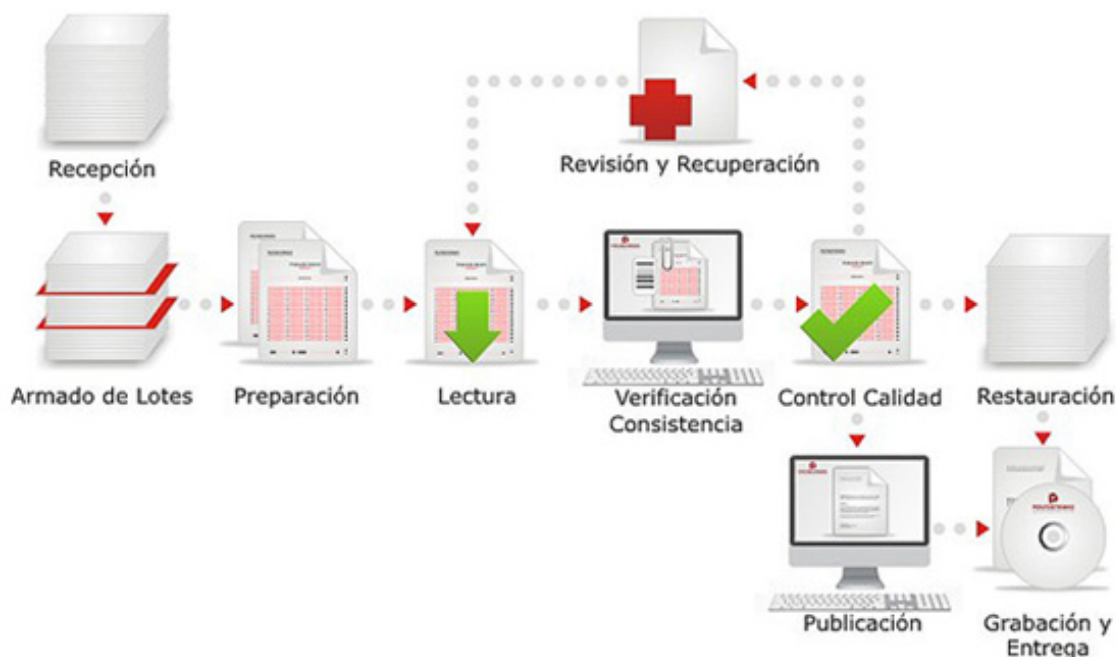 Recepción
Revisión y Recuperación
Armado de Lotes
Preparación
Lectura
Verificación
Consistencia
Control Calidad
Restauración
Publicación
Grabación y
Entrega